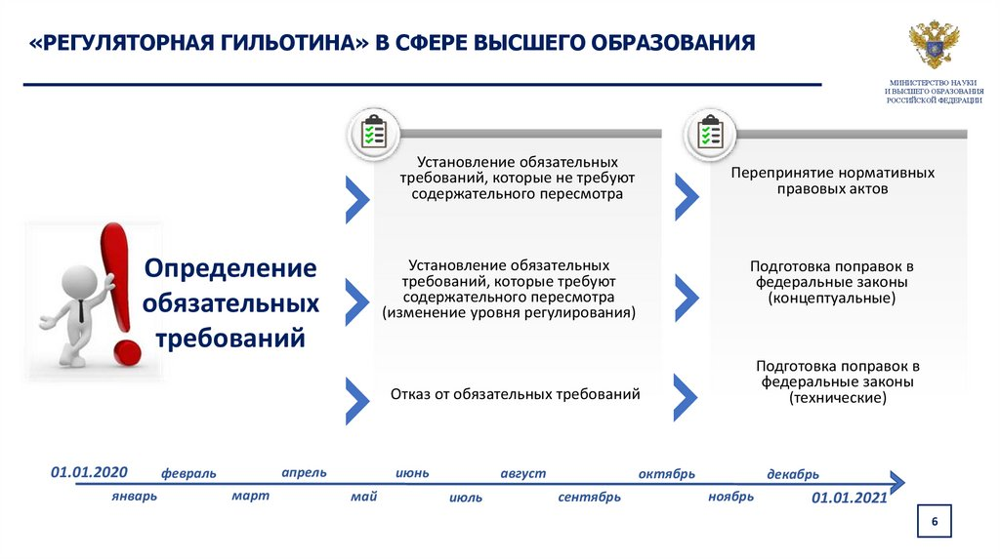 «РЕГУЛЯТОРНАЯ ГИЛЬОТИНА» В СФЕРЕ ВЫСШЕГО ОБРАЗОВАНИЯ
МИНИСТЕРСТВО НАУКИ
И ВЫСШЕГО ОБРАЗОВАНИЯ
РОССИЙСКОЙ ФЕДЕРАЦИИ
Определение
обязательных
требований
Установление обязательных
требований, которые не требуют
содержательного пересмотра
Перепринятие нормативных
правовых актов
Установление обязательных
требований, которые требуют
содержательного пересмотра
(изменение уровня регулирования)
Подготовка поправок в
федеральные законы
(концептуальные)
Отказ от обязательных требований
Подготовка поправок в
федеральные законы
(технические)
01.01.2020 февраль апрель июнь август октябрь декабрь
январь март май июль сентябрь ноябрь 01.01.2021
6